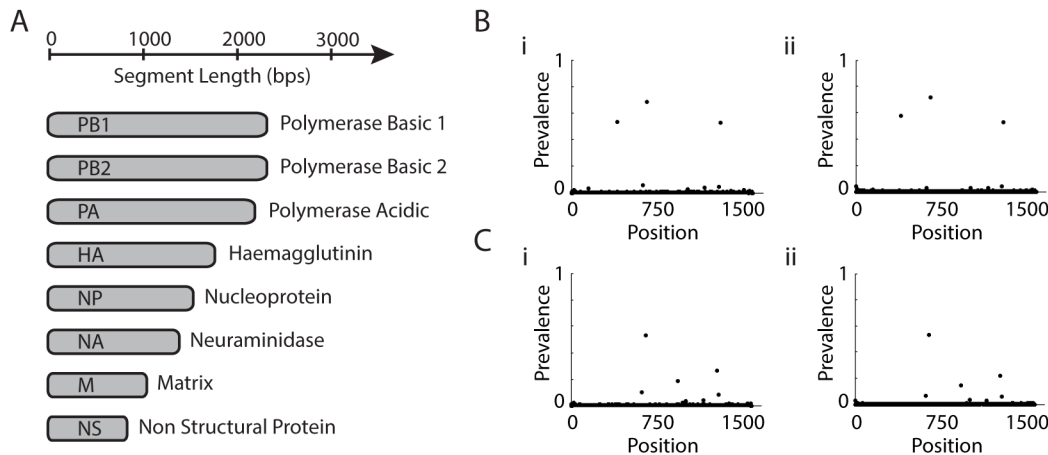 A
0 1000 2000 3000
Segment Length (bps)
PB1 Polymerase Basic 1
PB2 Polymerase Basic 2
PA Polymerase Acidic
HA Haemagglutinin
NP Nucleoprotein
NA Neuraminidase
M Matrix
NS Non Structural Protein
B
i
1
Prevalence
0
0 750 1500
Position
ii
1
Prevalence
0
0 750 1500
Position
C
i
1
Prevalence
0
0 750 1500
Position
ii
1
Prevalence
0
0 750 1500
Position